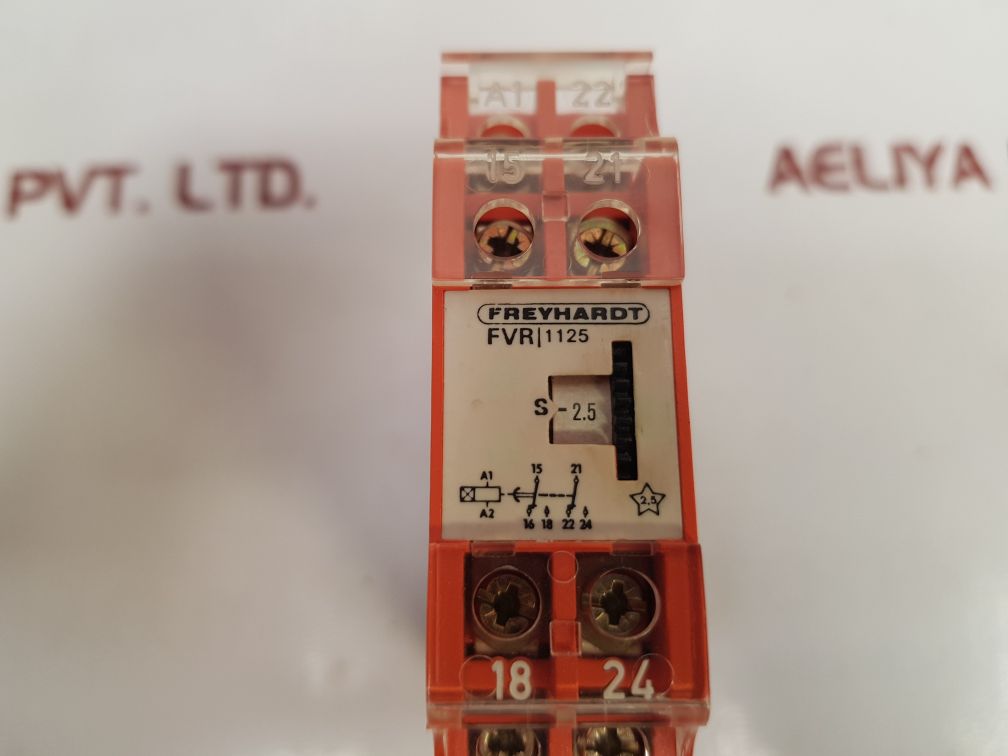 A1 22
15 21
PVT. LTD.
AELIYA
FREYHARDT
FVR|1125
S - 2.5
15 21
A1
A2
2,5
16 18 22 24
18 24